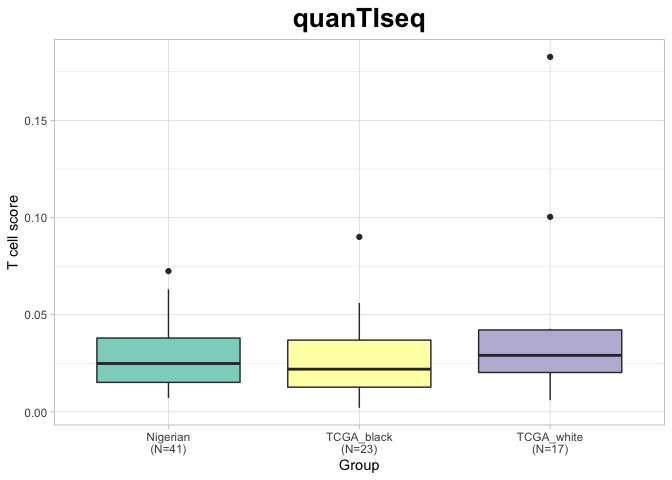 quanTIseq
T cell score
0.15
0.10
0.05
0.00
Nigerian
(N=41)
TCGA_black
(N=23)
TCGA_white
(N=17)
Group